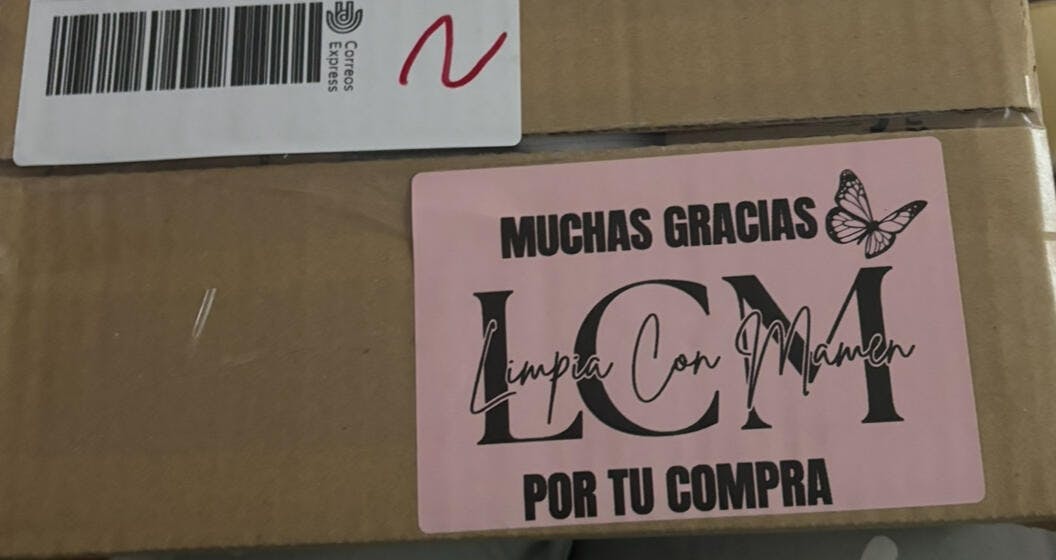 Correos
Express
N
MUCHAS GRACIAS
LCM
Limpia Con Mamen
POR TU COMPRA